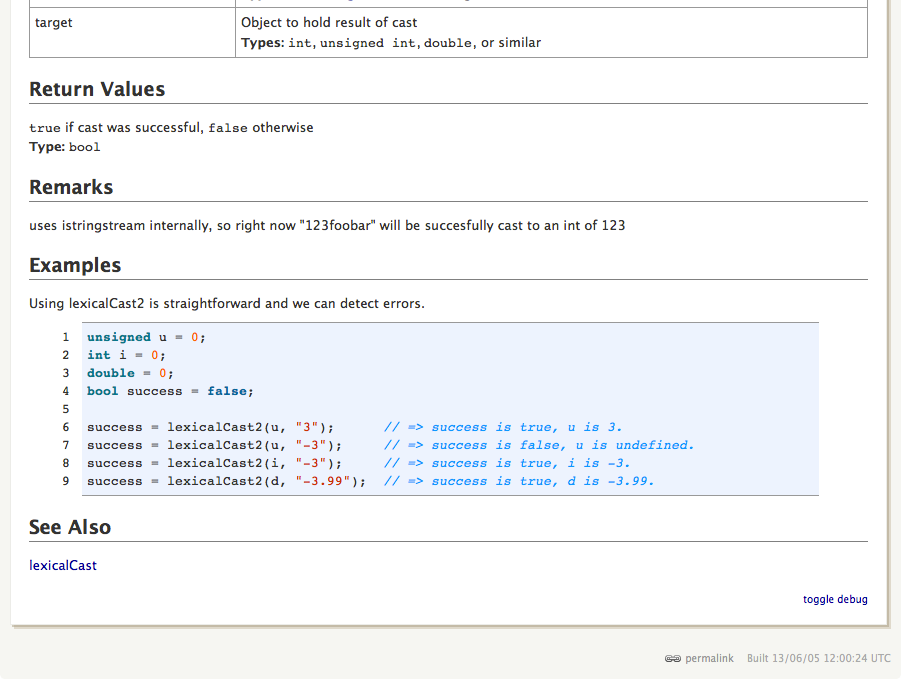 target
Object to hold result of cast
Types: int, unsigned int, double, or similar
Return Values
true if cast was successful, false otherwise
Type: bool
Remarks
uses istringstream internally, so right now "123foobar" will be succesfully cast to an int of 123
Examples
Using lexicalCast2 is straightforward and we can detect errors.
1 unsigned u = 0;
2 int i = 0;
3 double = 0;
4 bool success = false;
5
6 success = lexicalCast2(u, "3"); // => success is true, u is 3.
7 success = lexicalCast2(u, "-3"); // => success is false, u is undefined.
8 success = lexicalCast2(i, "-3"); // => success is true, i is -3.
9 success = lexicalCast2(d, "-3.99"); // => success is true, d is -3.99.
See Also
lexicalCast
toggle debug
permalink Built 13/06/05 12:00:24 UTC